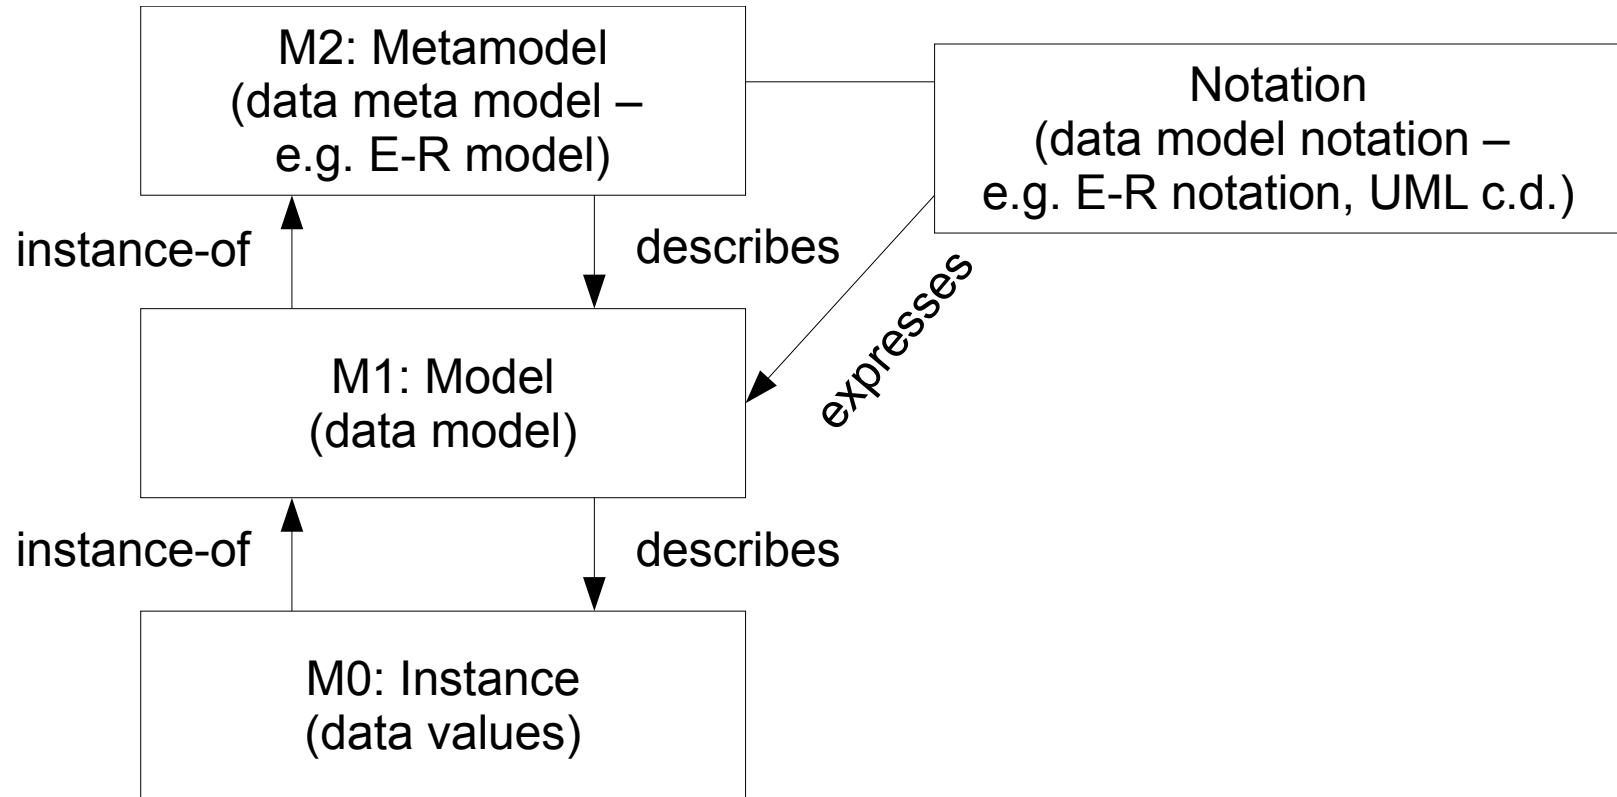 M2: Metamodel
(data meta model –
e.g. E-R model)
Notation
(data model notation –
e.g. E-R notation, UML c.d.)
instance-of
describes
expresses
M1: Model
(data model)
instance-of
describes
M0: Instance
(data values)